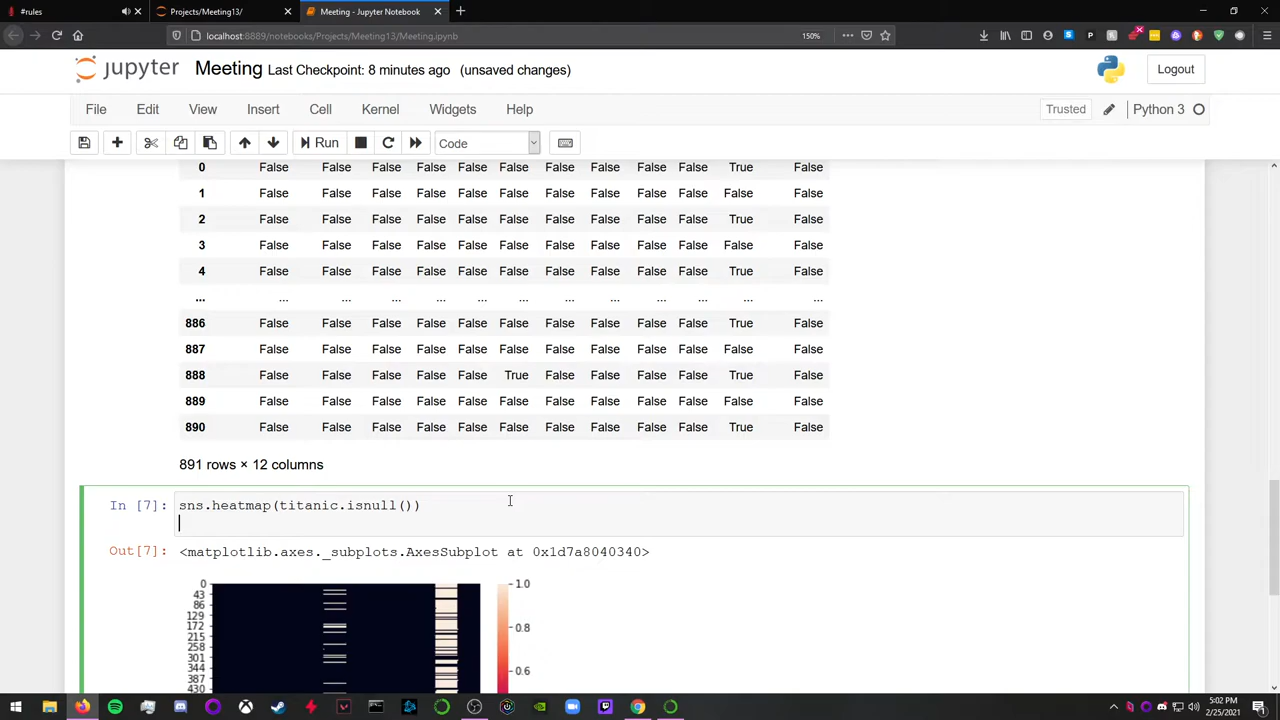 #rules
Projects/Meeting13/
Meeting - Jupyter Notebook
localhost:8889/notebooks/Projects/Meeting13/Meeting.ipynb
150%
jupyter Meeting Last Checkpoint: 8 minutes ago (unsaved changes)
Logout
File Edit View Insert Cell Kernel Widgets Help
Trusted
Python 3
Run
Code
0 False False False False False False False False False True False
1 False False False False False False False False False False False
2 False False False False False False False False False True False
3 False False False False False False False False False False False
4 False False False False False False False False False True False
... ... ... ... ... ... ... ... ... ... ... ...
886 False False False False False False False False False True False
887 False False False False False False False False False False False
888 False False False False True False False False False True False
889 False False False False False False False False False False False
890 False False False False False False False False False True False
891 rows × 12 columns
In [7]: sns.heatmap(titanic.isnull())
Out[7]: <matplotlib.axes._subplots.AxesSubplot at 0x1d7a8040340>
0
43
86
129
172
215
258
301
344
387
30
1.0
0.8
0.6
5:02 PM
2/25/2021